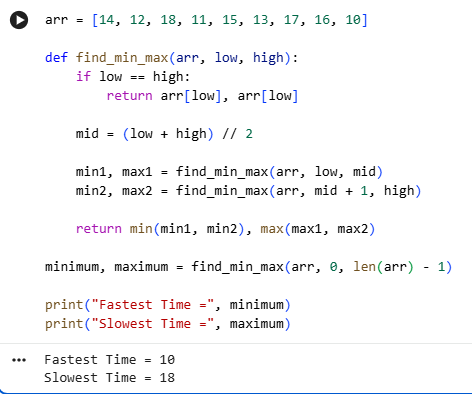 arr = [14, 12, 18, 11, 15, 13, 17, 16, 10]
def find_min_max(arr, low, high):
    if low == high:
        return arr[low], arr[low]
    mid = (low + high) // 2
    min1, max1 = find_min_max(arr, low, mid)
    min2, max2 = find_min_max(arr, mid + 1, high)
    return min(min1, min2), max(max1, max2)
minimum, maximum = find_min_max(arr, 0, len(arr) - 1)
print("Fastest Time =", minimum)
print("Slowest Time =", maximum)
Fastest Time = 10
Slowest Time = 18